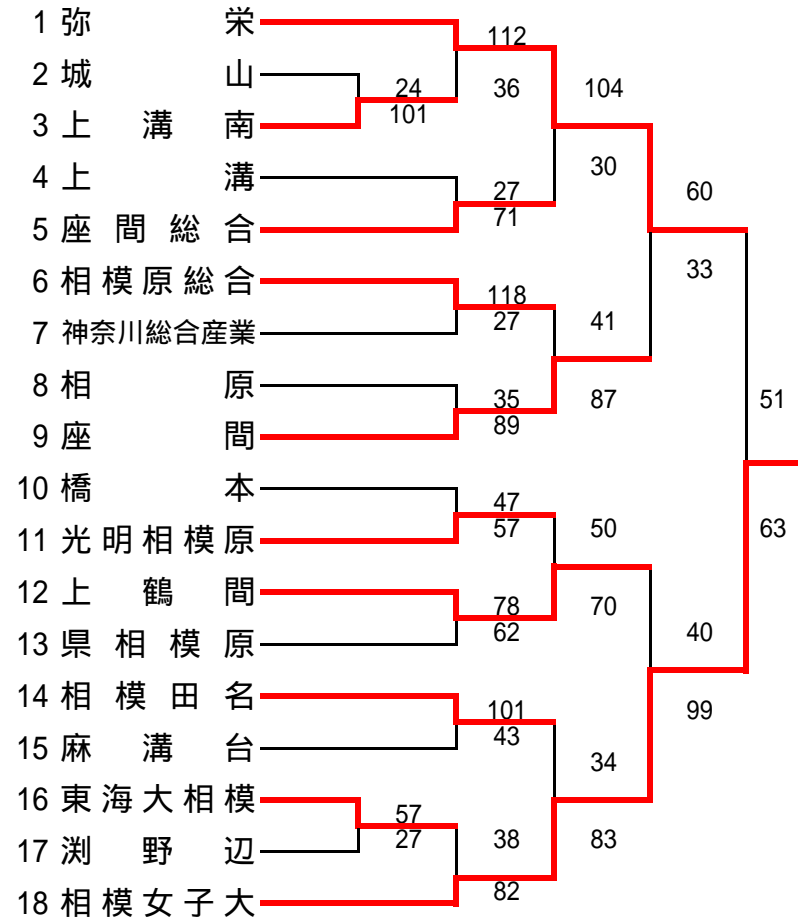 1 弥栄 112
2 城山 24 36 104
3 上溝南 101
4 上溝 27 30 60
5 座間総合 71
6 相模原総合 118 33
7 神奈川総合産業 27 41
8 相原 35 87 51
9 座間 89
10 橋本 47
11 光明相模原 57 50 63
12 上鶴間 78 70
13 県相模原 62 40
14 相模田名 101 99
15 麻溝台 43 34
16 東海大相模 57
17 渕野辺 27 38 83
18 相模女子大 82